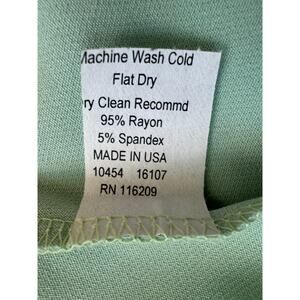 Machine Wash Cold
Flat Dry
ry Clean Recommd
95% Rayon
5% Spandex
MADE IN USA
10454 16107
RN 116209